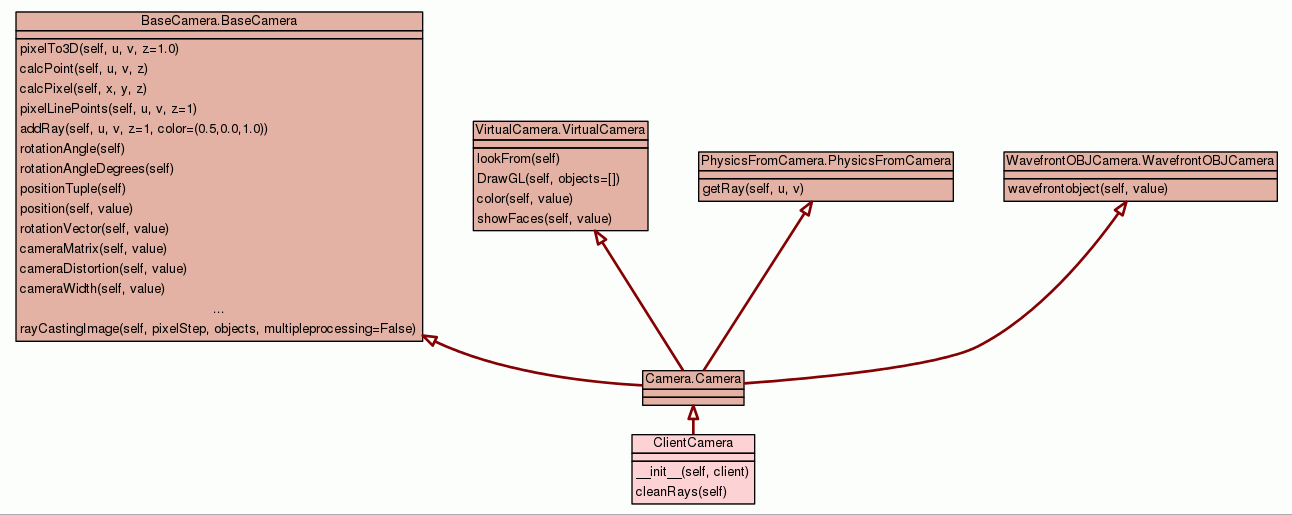 BaseCamera.BaseCamera
pixelTo3D(self, u, v, z=1.0)
calcPoint(self, u, v, z)
calcPixel(self, x, y, z)
pixelLinePoints(self, u, v, z=1)
addRay(self, u, v, z=1, color=(0.5,0.0,1.0))
rotationAngle(self)
rotationAngleDegrees(self)
positionTuple(self)
position(self, value)
rotationVector(self, value)
cameraMatrix(self, value)
cameraDistortion(self, value)
cameraWidth(self, value)
...
rayCastingImage(self, pixelStep, objects, multipleprocessing=False)
VirtualCamera.VirtualCamera
lookFrom(self)
DrawGL(self, objects=[])
color(self, value)
showFaces(self, value)
PhysicsFromCamera.PhysicsFromCamera
getRay(self, u, v)
WavefrontOBJCamera.WavefrontOBJCamera
wavefrontobject(self, value)
Camera.Camera
ClientCamera
__init__(self, client)
cleanRays(self)